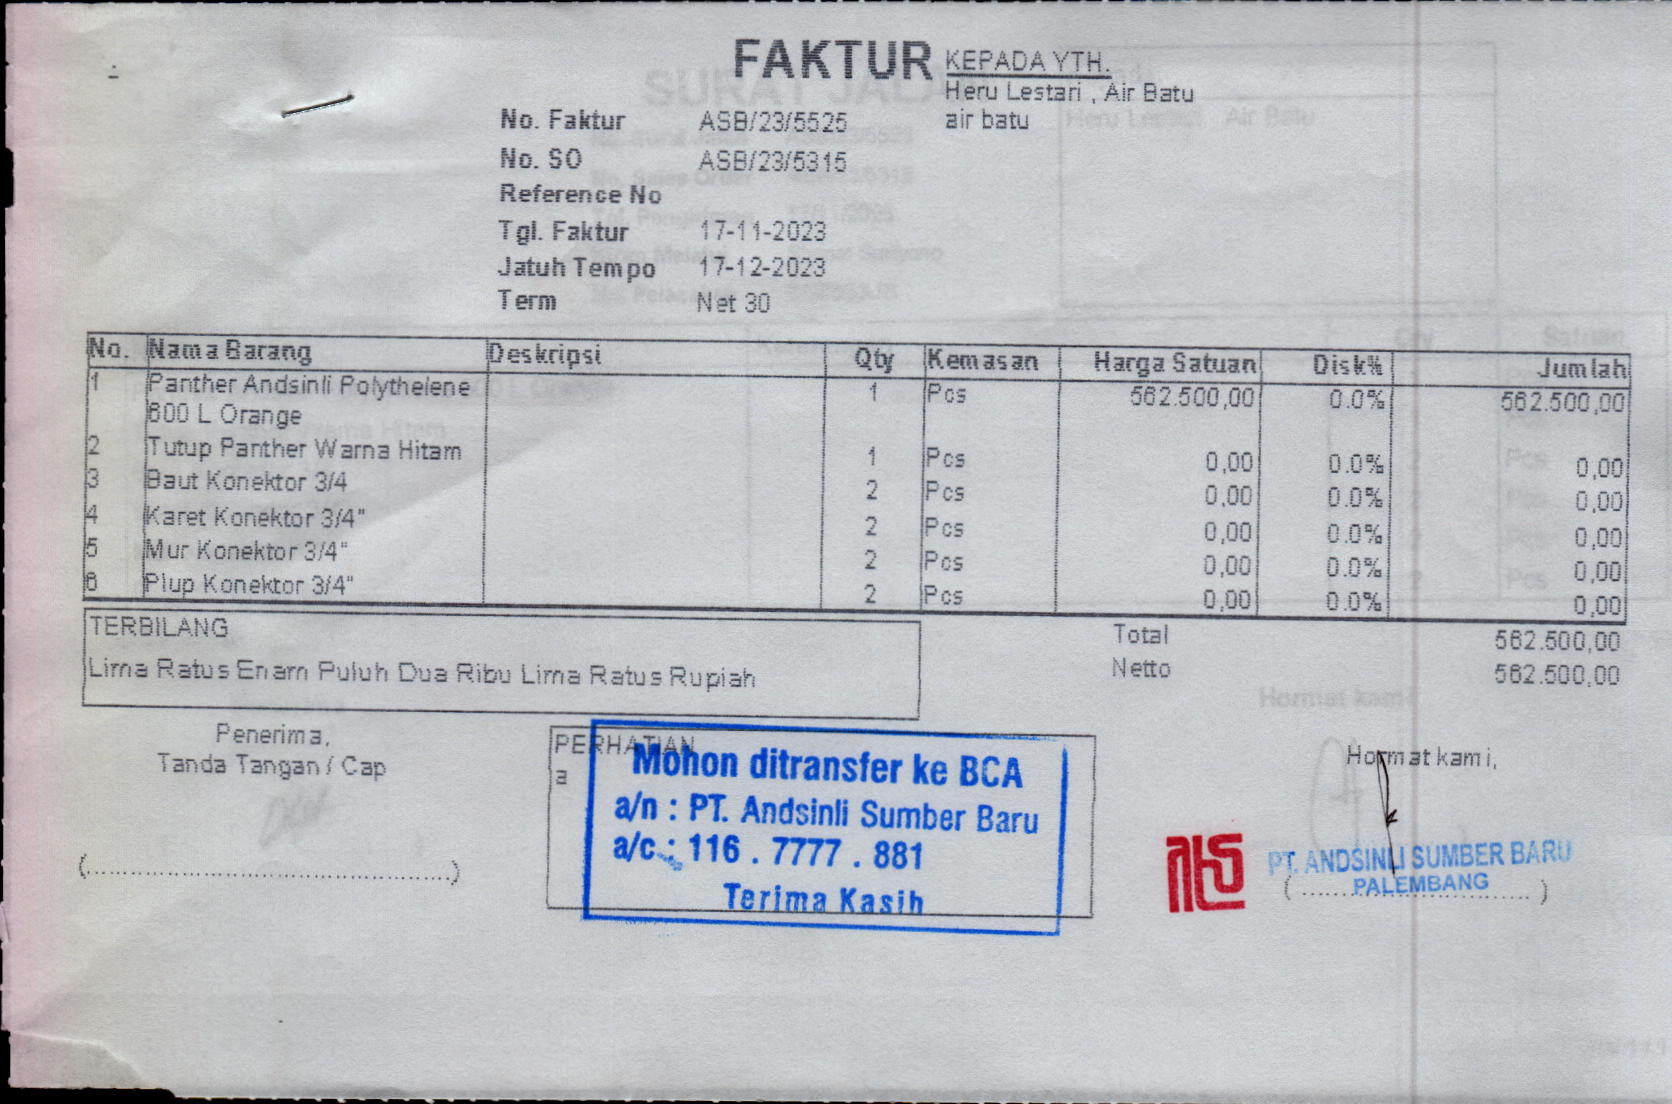 FAKTUR
KEPADA YTH.
Heru Lestari , Air Batu
air batu
No. Faktur ASB/23/5525
No. SO ASB/23/5315
Reference No
Tgl. Faktur 17-11-2023
Jatuh Tempo 17-12-2023
Term Net 30
No. Nama Barang Deskripsi Qty Kemasan Harga Satuan Disk% Jumlah
1 Panther Andsinli Polythelene 1 Pcs 562.500,00 0.0% 562.500,00
600 L Orange
2 Tutup Panther Warna Hitam 1 Pcs 0,00 0.0% 0,00
3 Baut Konektor 3/4 2 Pcs 0,00 0.0% 0,00
4 Karet Konektor 3/4" 2 Pcs 0,00 0.0% 0,00
5 Mur Konektor 3/4" 2 Pcs 0,00 0.0% 0,00
6 Plup Konektor 3/4" 2 Pcs 0,00 0.0% 0,00
TERBILANG
Lima Ratus Enam Puluh Dua Ribu Lima Ratus Rupiah
Total 562.500,00
Netto 562.500,00
Penerima,
Tanda Tangan / Cap
PERHATIAN
a
Mohon ditransfer ke BCA
a/n : PT. Andsinli Sumber Baru
a/c : 116 . 7777 . 881
Terima Kasih
Hormat kami,
PT. ANDSINLI SUMBER BARU
PALEMBANG